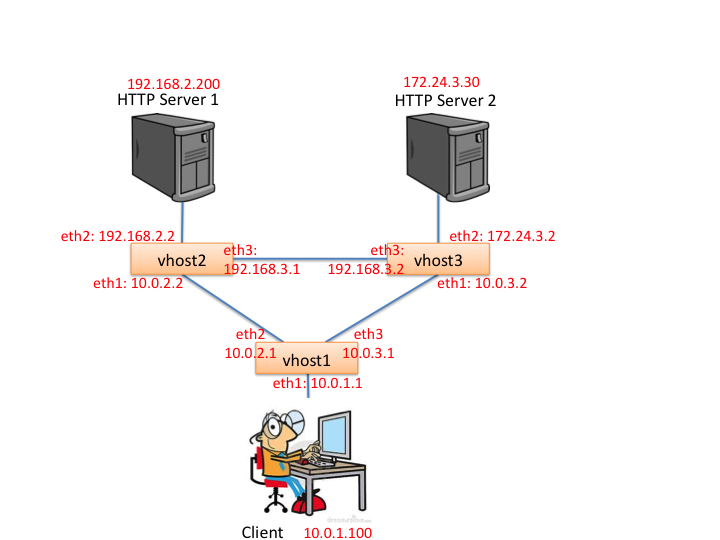 192.168.2.200
HTTP Server 1
172.24.3.30
HTTP Server 2
eth2: 192.168.2.2
eth2: 172.24.3.2
vhost2
eth3:
192.168.3.1
eth3:
192.168.3.2
vhost3
eth1: 10.0.2.2
eth1: 10.0.3.2
eth2
10.0.2.1
vhost1
eth3
10.0.3.1
eth1: 10.0.1.1
Client
10.0.1.100